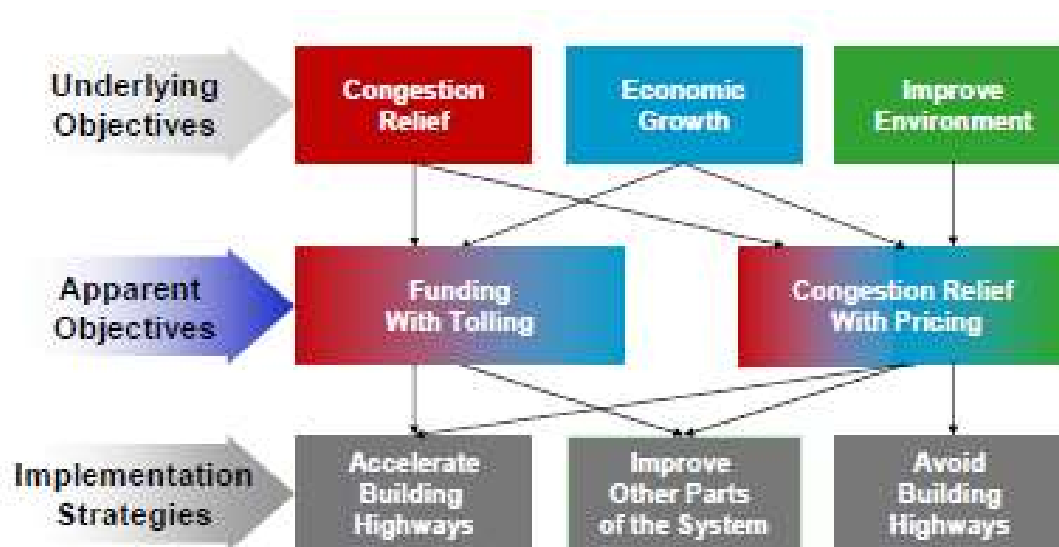 Underlying
Objectives
Congestion
Relief
Economic
Growth
Improve
Environment
Apparent
Objectives
Funding
With Tolling
Congestion Relief
With Pricing
Implementation
Strategies
Accelerate
Building
Highways
Improve
Other Parts
of the System
Avoid
Building
Highways